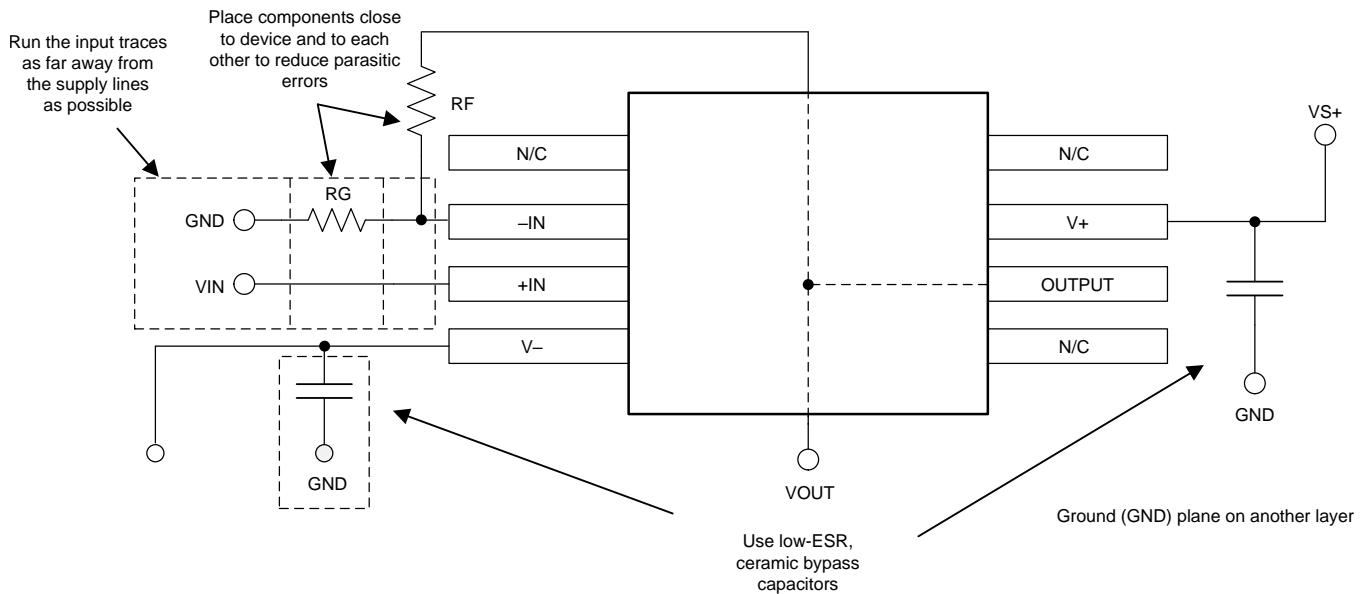 Place components close
to device and to each
other to reduce parasitic
errors
Run the input traces
as far away from
the supply lines
as possible
RF
VS+
N/C
N/C
RG
GND
–IN
V+
VIN
+IN
OUTPUT
V–
N/C
GND
GND
VOUT
Ground (GND) plane on another layer
Use low-ESR,
ceramic bypass
capacitors